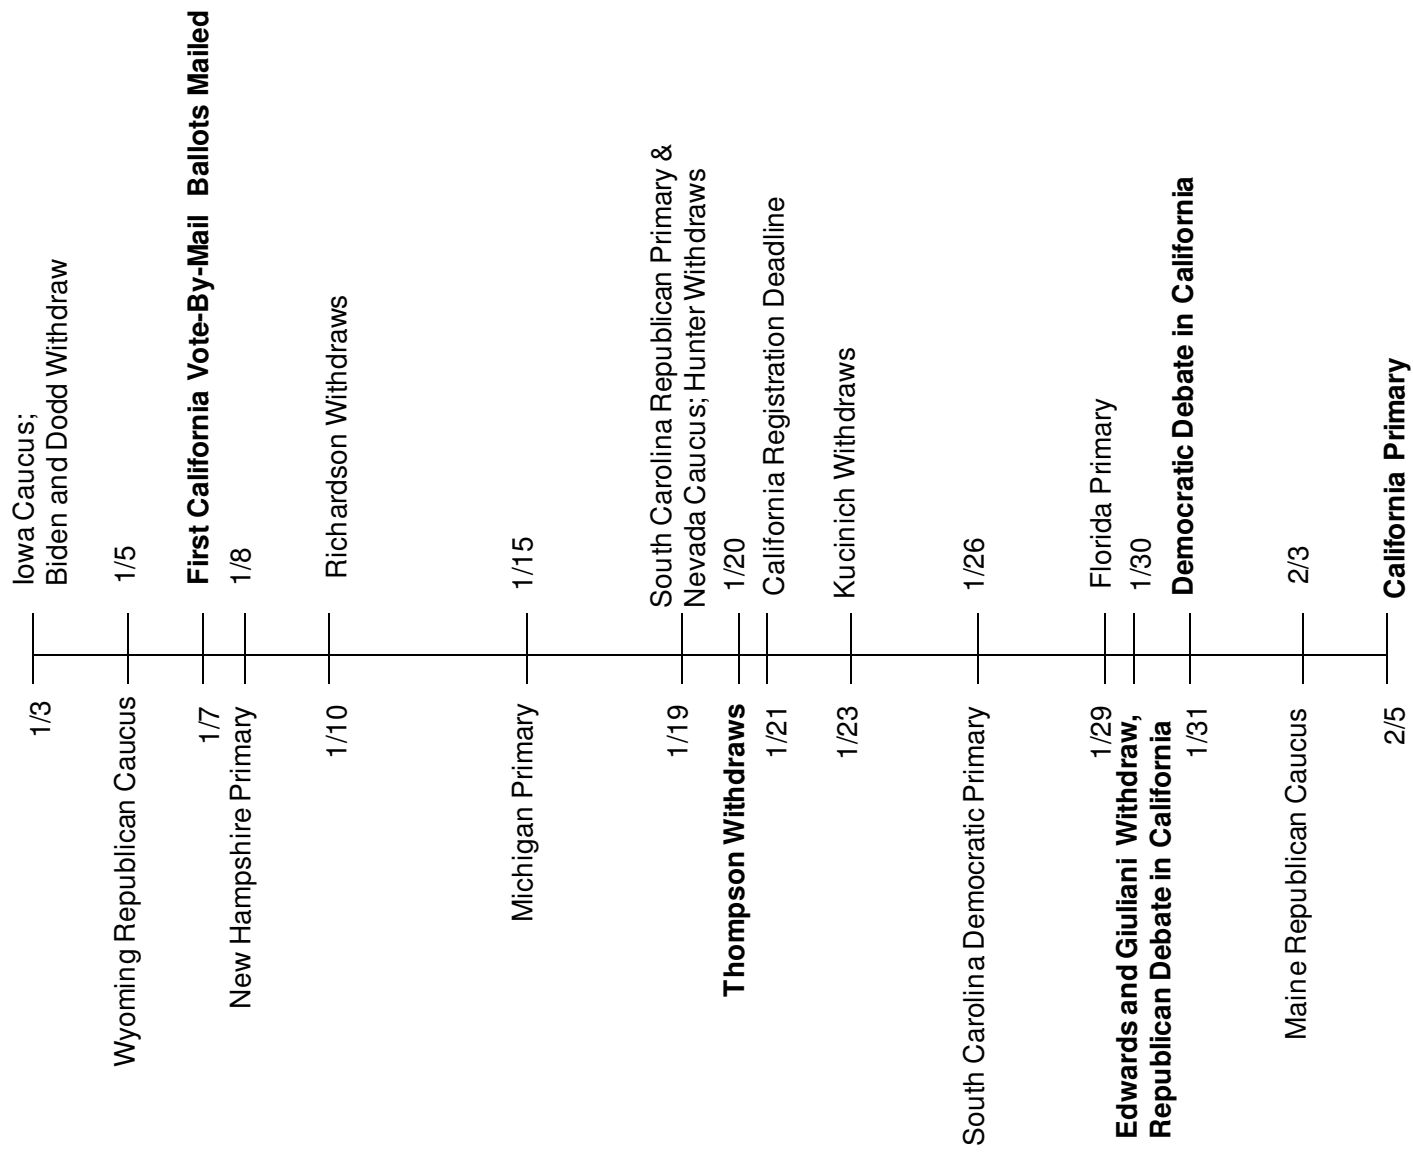 1/3
Iowa Caucus;
Biden and Dodd Withdraw
Wyoming Republican Caucus
1/5
1/7
First California Vote-By-Mail Ballots Mailed
New Hampshire Primary
1/8
1/10
Richardson Withdraws
Michigan Primary
1/15
1/19
South Carolina Republican Primary &
Nevada Caucus; Hunter Withdraws
Thompson Withdraws
1/20
1/21
California Registration Deadline
1/23
Kucinich Withdraws
South Carolina Democratic Primary
1/26
1/29
Florida Primary
Edwards and Giuliani Withdraw,
Republican Debate in California
1/30
1/31
Democratic Debate in California
Maine Republican Caucus
2/3
2/5
California Primary